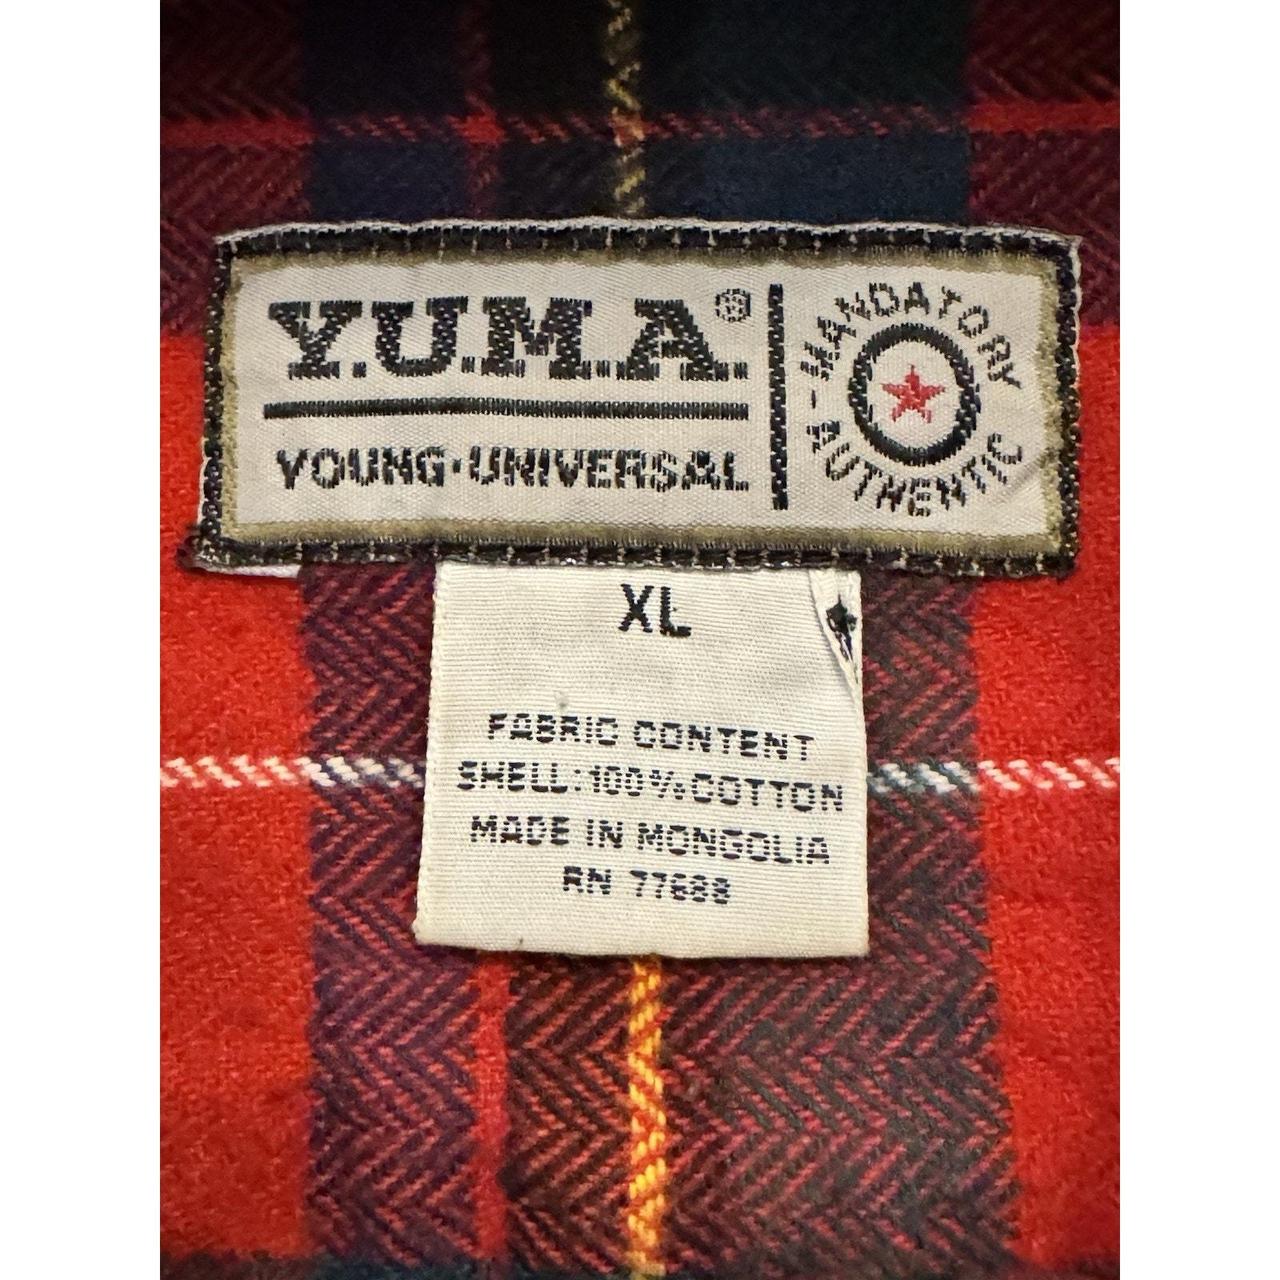 Y.U.M.A.®
YOUNG·UNIVERSAL
MANDATORY
AUTHENTIC
XL
FABRIC CONTENT
SHELL: 100% COTTON
MADE IN MONGOLIA
RN 77688